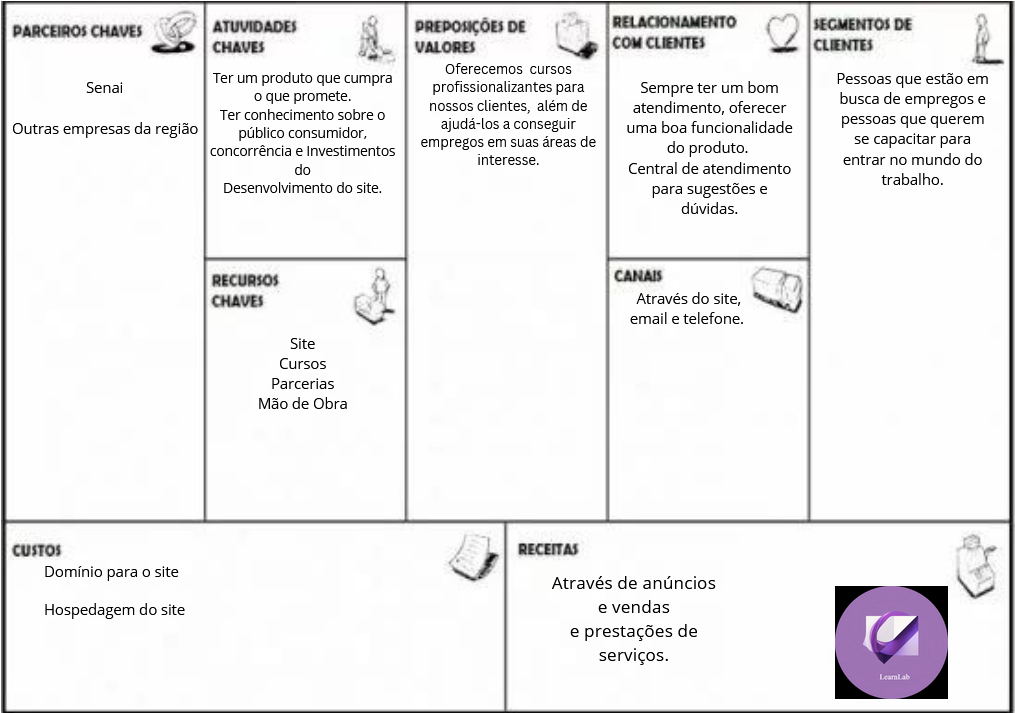 PARCEIROS CHAVES
Senai
Outras empresas da região
ATUVIDADES
CHAVES
Ter um produto que cumpra
o que promete.
Ter conhecimento sobre o
público consumidor,
concorrência e Investimentos
do
Desenvolvimento do site.
RECURSOS
CHAVES
Site
Cursos
Parcerias
Mão de Obra
PREPOSIÇÕES DE
VALORES
Oferecemos cursos
profissionalizantes para
nossos clientes, além de
ajudá-los a conseguir
empregos em suas áreas de
interesse.
RELACIONAMENTO
COM CLIENTES
Sempre ter um bom
atendimento, oferecer
uma boa funcionalidade
do produto.
Central de atendimento
para sugestões e
dúvidas.
CANAIS
Através do site,
email e telefone.
SEGMENTOS DE
CLIENTES
Pessoas que estão em
busca de empregos e
pessoas que querem
se capacitar para
entrar no mundo do
trabalho.
CUSTOS
Domínio para o site
Hospedagem do site
RECEITAS
Através de anúncios
e vendas
e prestações de
serviços.
LearnLab